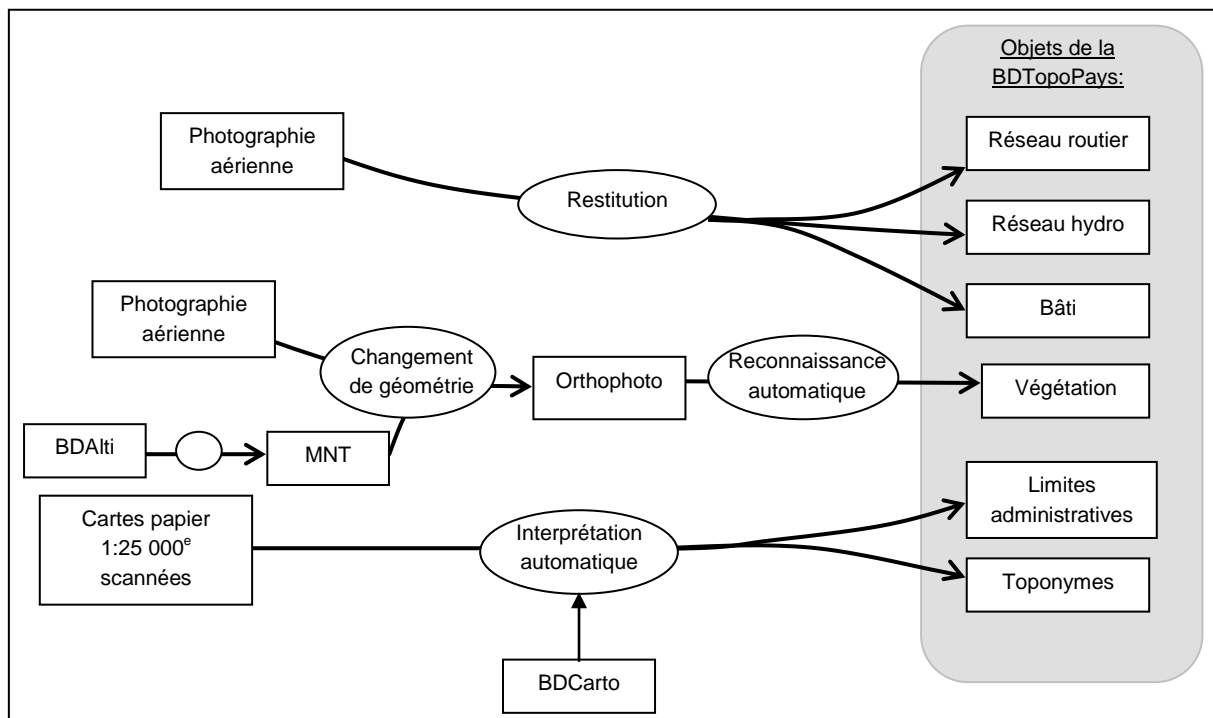 Objets de la
BDTopoPays:
Photographie
aérienne
Réseau routier
Restitution
Réseau hydro
Bâti
Photographie
aérienne
Changement
de géométrie
Orthophoto
Reconnaissance
automatique
Végétation
BDAlti
MNT
Limites
administratives
Cartes papier
1:25 000e
scannées
Interprétation
automatique
Toponymes
BDCarto